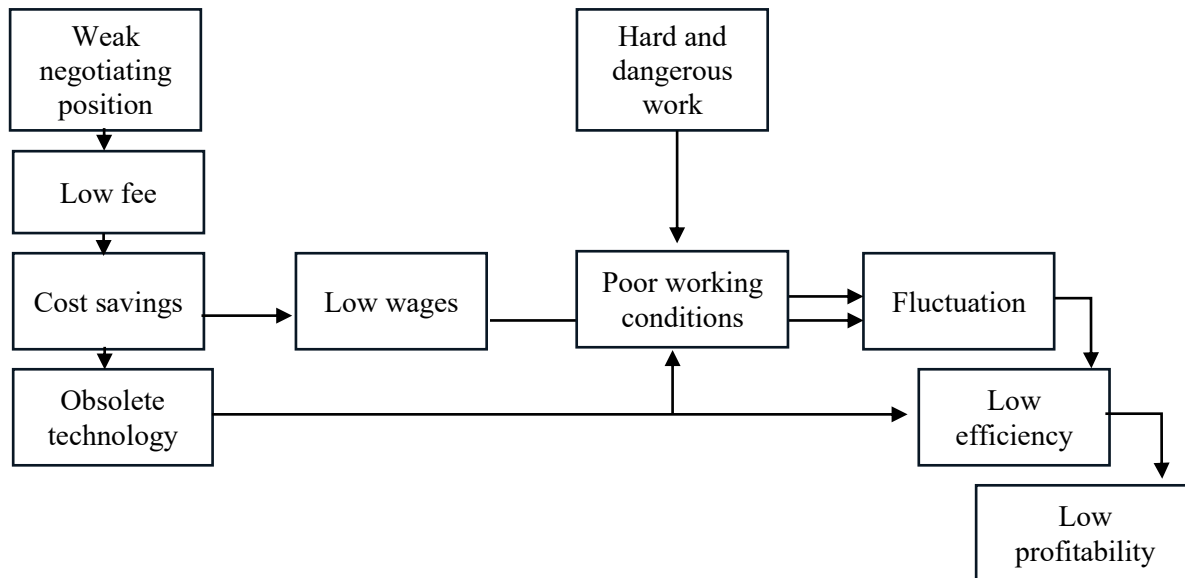 Weak
negotiating
position
Hard and
dangerous
work
Low fee
Cost savings
Low wages
Poor working
conditions
Fluctuation
Obsolete
technology
Low
efficiency
Low
profitability